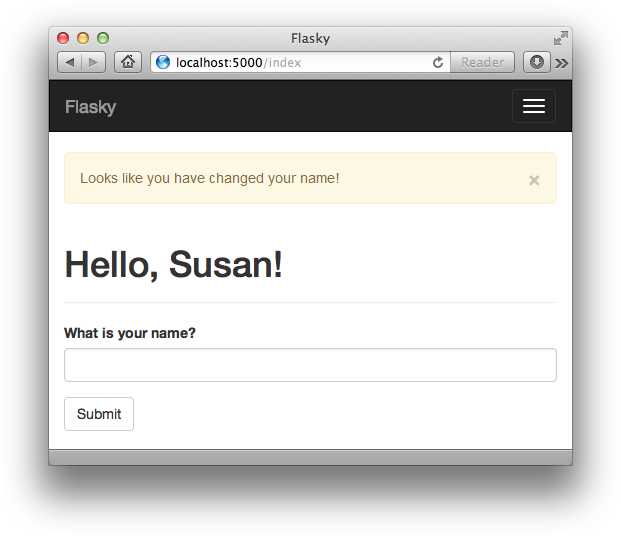 Flasky
localhost:5000/index
Reader
Flasky
Looks like you have changed your name!
×
Hello, Susan!
What is your name?
Submit